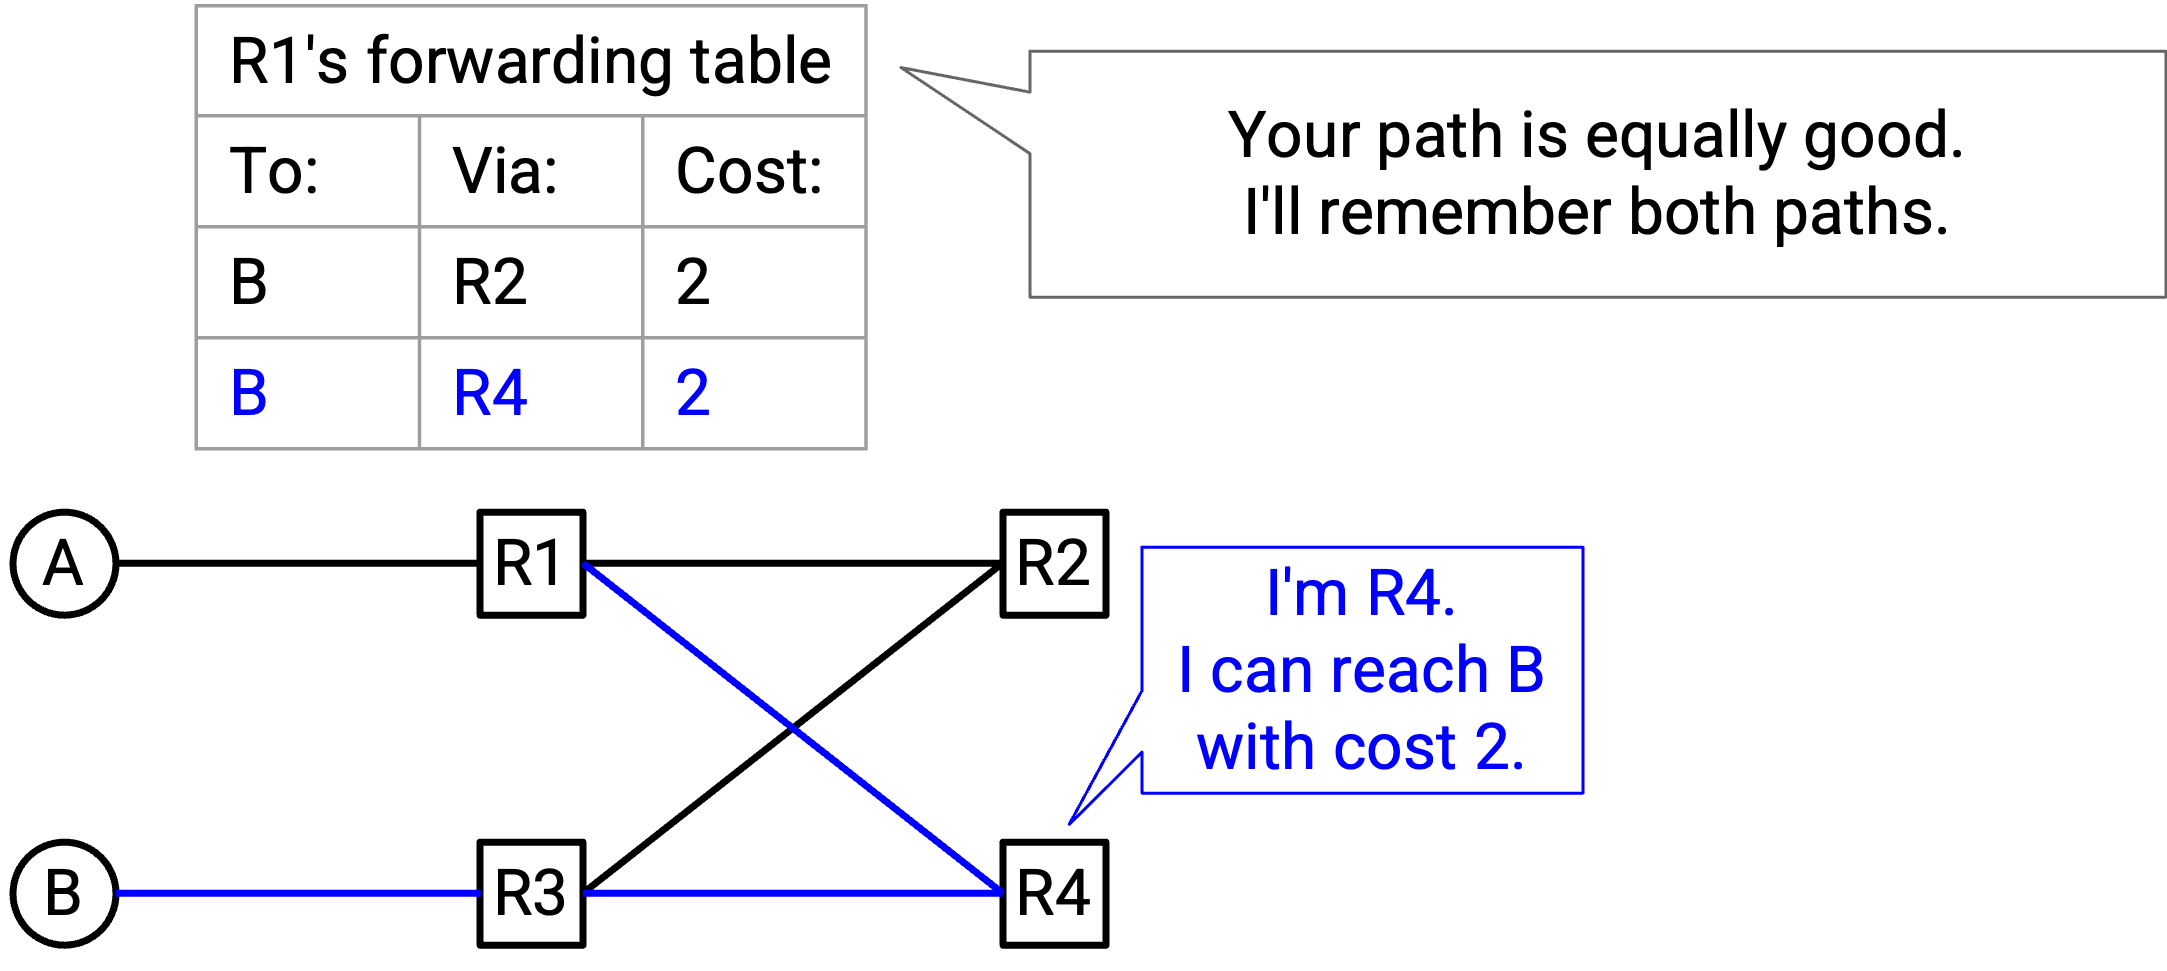 R1's forwarding table
To: Via: Cost:
B R2 2
B R4 2
Your path is equally good.
I'll remember both paths.
A
R1
R2
I'm R4.
I can reach B
with cost 2.
B
R3
R4